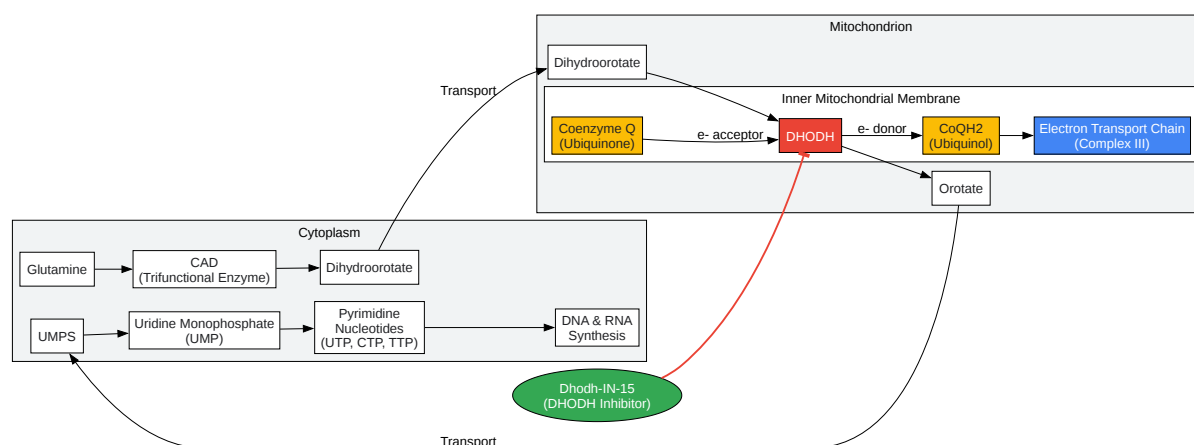 Mitochondrion
Dihydroorotate
Transport
Inner Mitochondrial Membrane
Coenzyme Q
(Ubiquinone)
e- acceptor
DHODH
e- donor
CoQH2
(Ubiquinol)
Electron Transport Chain
(Complex III)
Orotate
Cytoplasm
Glutamine
CAD
(Trifunctional Enzyme)
Dihydroorotate
UMPS
Uridine Monophosphate
(UMP)
Pyrimidine
Nucleotides
(UTP, CTP, TTP)
DNA & RNA
Synthesis
Dhodh-IN-15
(DHODH Inhibitor)
Transport